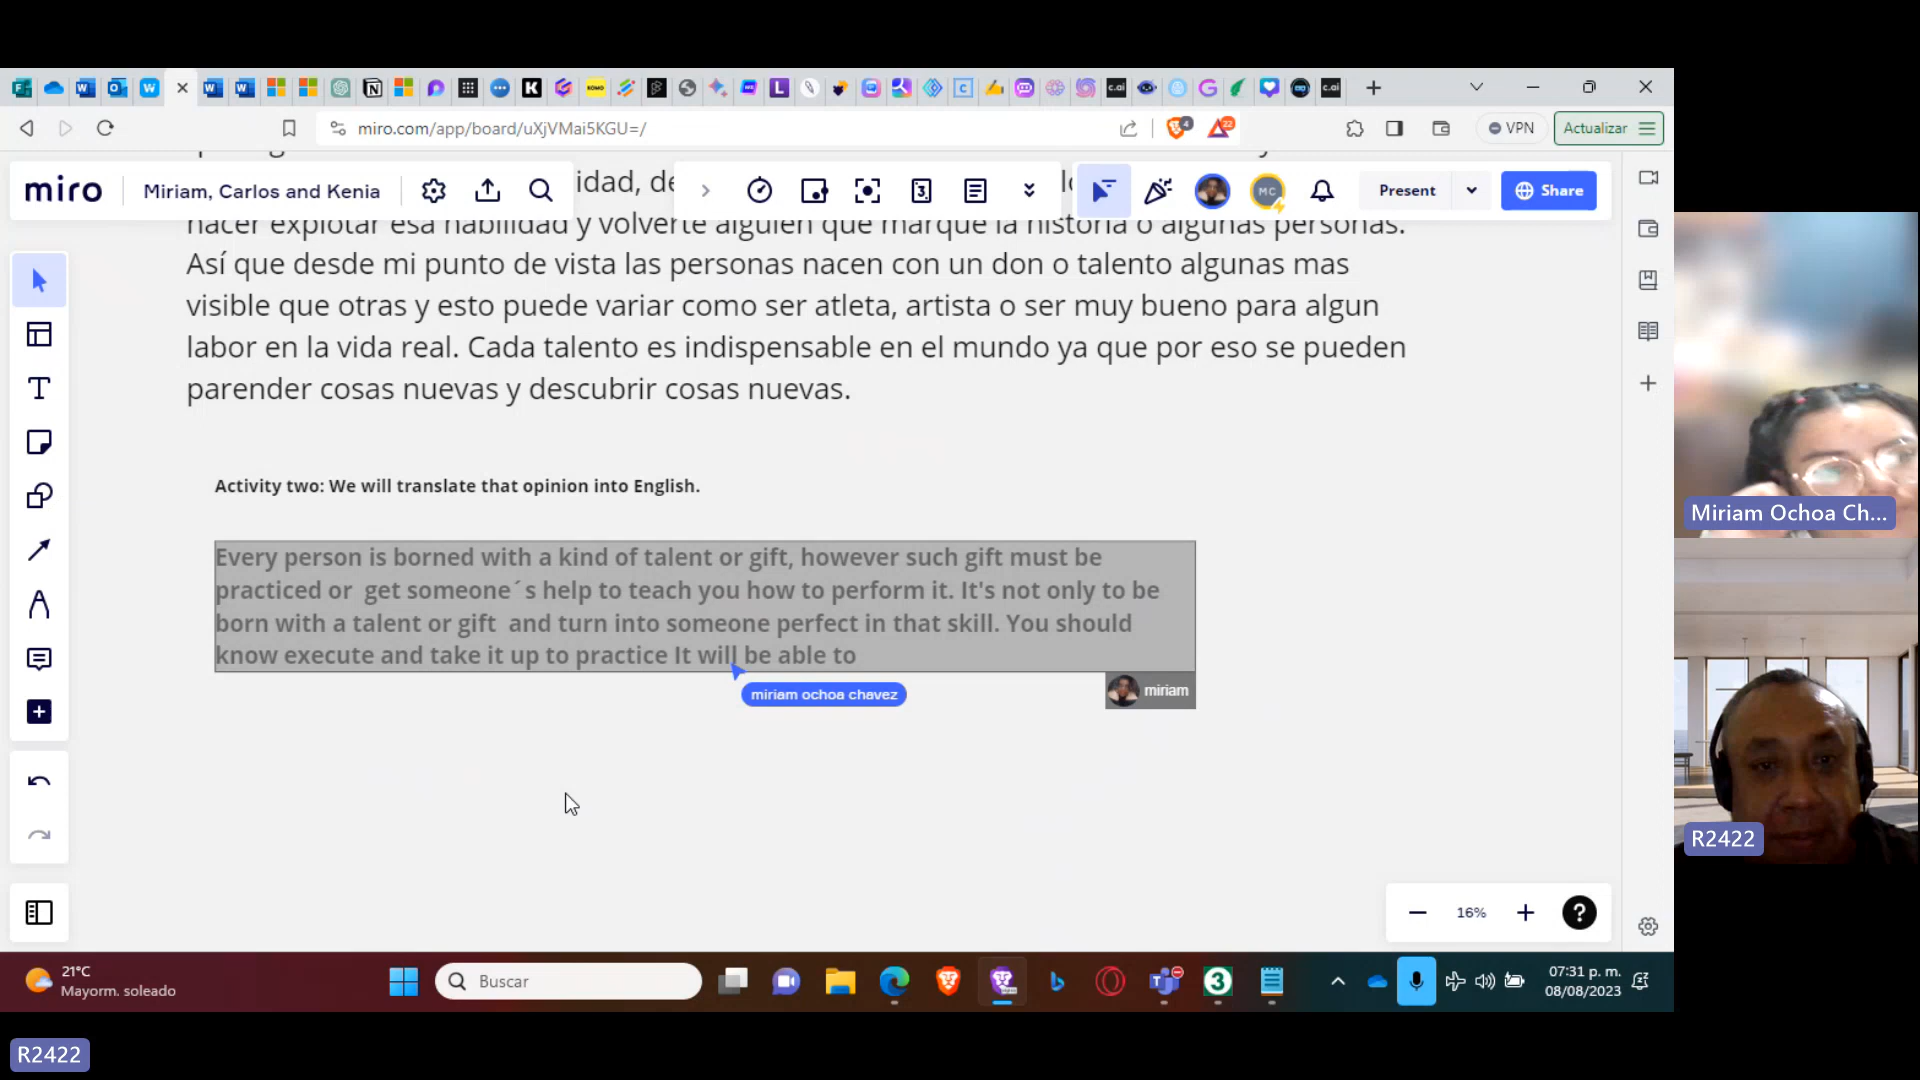 miro.com/app/board/uXjVMai5KGU=/
4
22
VPN
Actualizar
miro
Miriam, Carlos and Kenia
idad, de
3
MC
Present
Share
hacer explotar esa habilidad y volverte alguien que marque la historia o algunas personas.
Así que desde mi punto de vista las personas nacen con un don o talento algunas mas
visible que otras y esto puede variar como ser atleta, artista o ser muy bueno para algun
labor en la vida real. Cada talento es indispensable en el mundo ya que por eso se pueden
parender cosas nuevas y descubrir cosas nuevas.
Activity two: We will translate that opinion into English.
Every person is borned with a kind of talent or gift, however such gift must be
practiced or  get someone´s help to teach you how to perform it. It's not only to be
born with a talent or gift  and turn into someone perfect in that skill. You should
know execute and take it up to practice It will be able to
miriam ochoa chavez
miriam
16%
?
Miriam Ochoa Ch...
R2422
21°C
Mayorm. soleado
Buscar
07:31 p. m.
08/08/2023
R2422